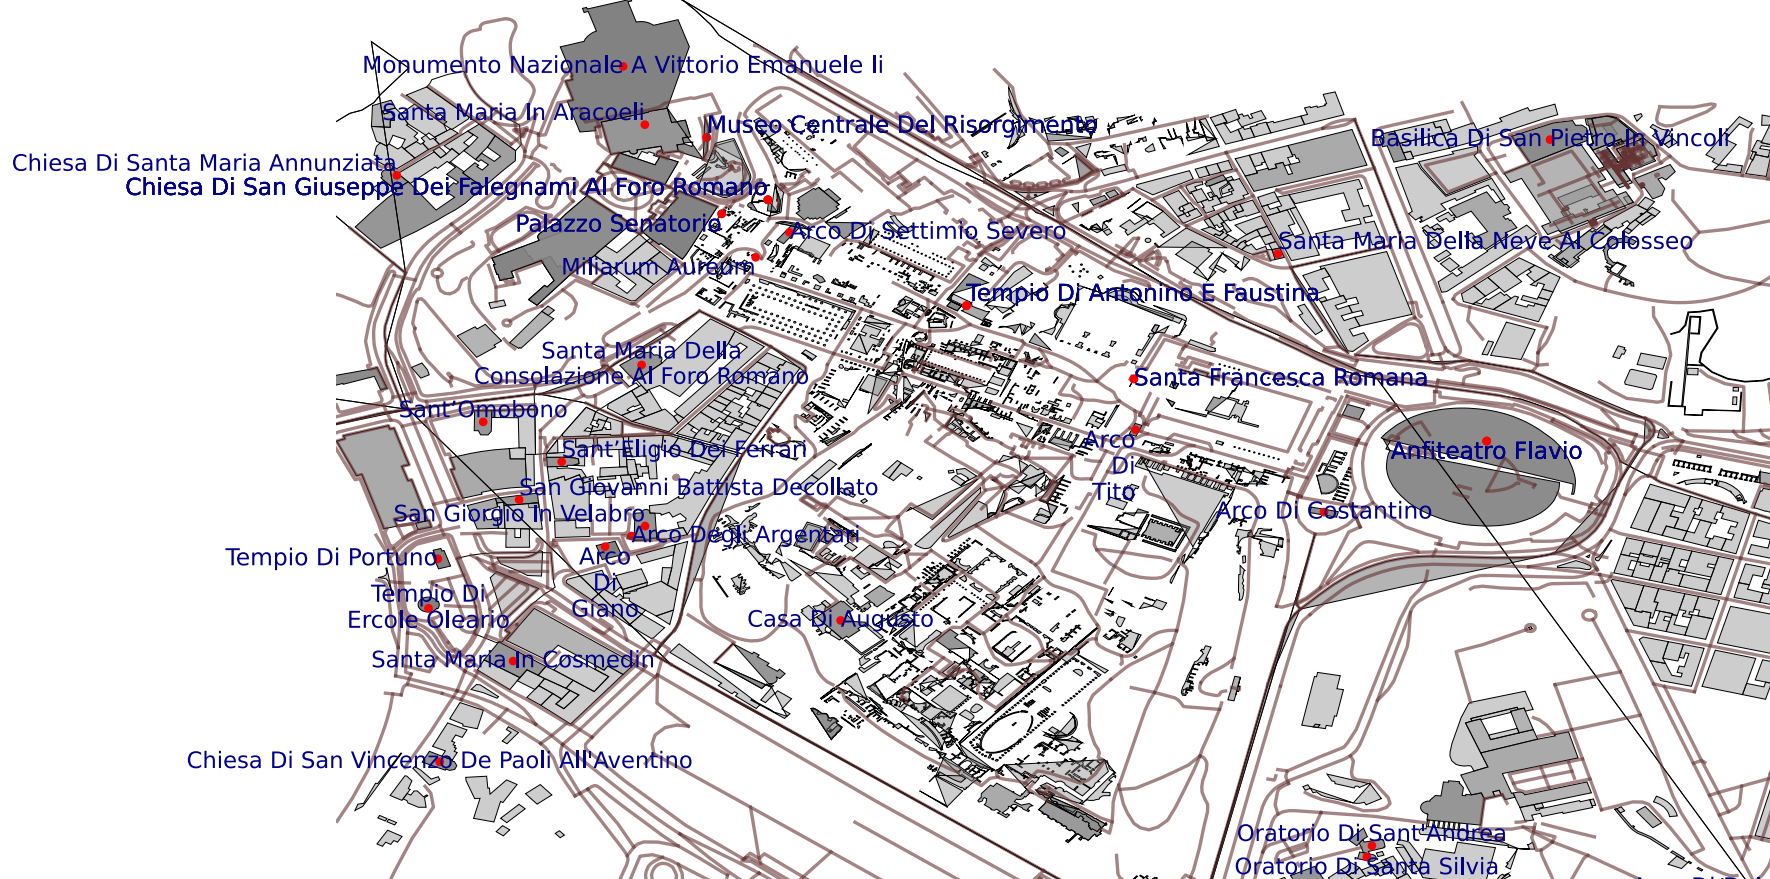 Monumento Nazionale A Vittorio Emanuele Ii
Santa Maria In Aracoeli
Museo Centrale Del Risorgimento
Basilica Di San Pietro In Vincoli
Chiesa Di Santa Maria Annunziata
Chiesa Di San Giuseppe Dei Falegnami Al Foro Romano
Palazzo Senatorio
Arco Di Settimio Severo
Santa Maria Della Neve Al Colosseo
Miliarum Aureum
Tempio Di Antonino E Faustina
Santa Maria Della
Consolazione Al Foro Romano
Santa Francesca Romana
Sant'Omobono
Sant'Eligio Dei Ferrari
Arco
Di
Tito
Anfiteatro Flavio
San Giovanni Battista Decollato
San Giorgio In Velabro
Arco Di Costantino
Arco Degli Argentari
Tempio Di Portuno
Arco
Di
Giano
Tempio Di
Ercole Oleario
Casa Di Augusto
Santa Maria In Cosmedin
Chiesa Di San Vincenzo De Paoli All'Aventino
Oratorio Di Sant'Andrea
Oratorio Di Santa Silvia